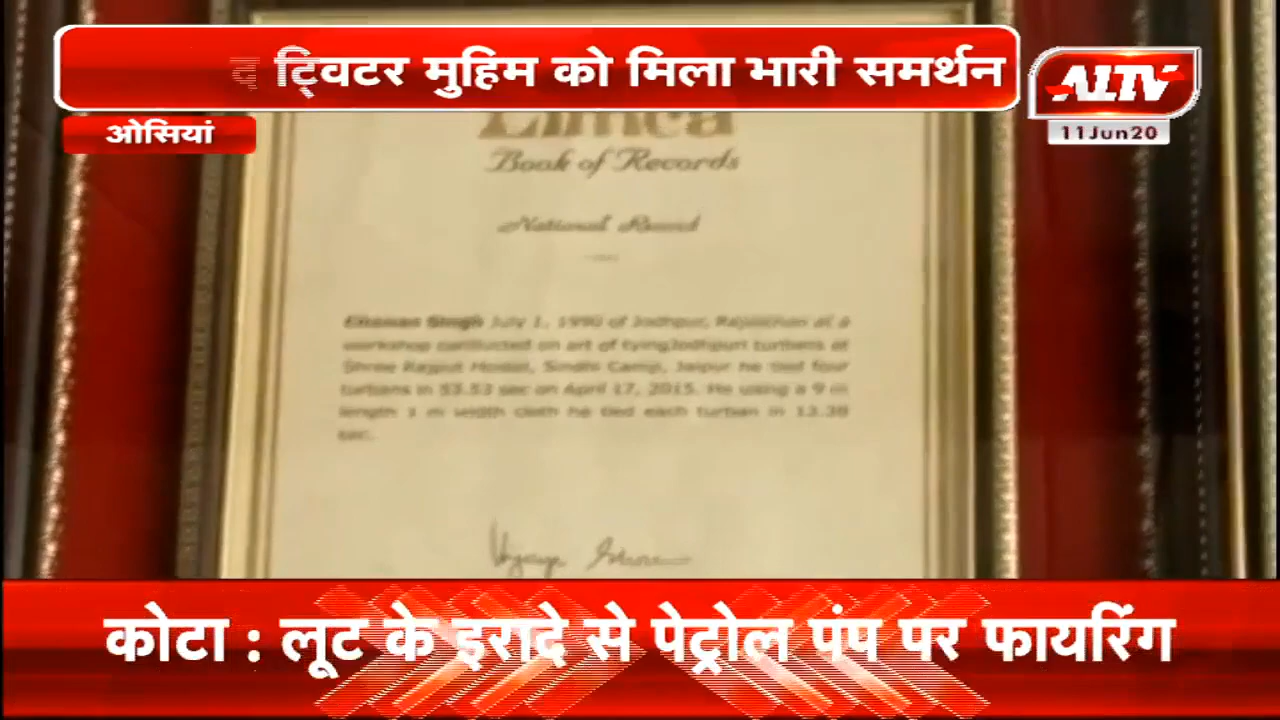 ट्विटर मुहिम को मिला भारी समर्थन
ALTV
11Jun20
ओसियां
Limca
Book of Records
National Record
Singh July 1, 1990 of Jodhpur, Rajasthan at a
workshop conducted on art of tyingJodhpuri turbans at
Shree Rajput Hostel, Sindhi Camp, Jaipur he tied four
turbans in 53.53 sec on April 17, 2015. He using a 9 m
length 1 m width cloth he tied each turban in 13.38
sec.
कोटा : लूट के इरादे से पेट्रोल पंप पर फायरिंग